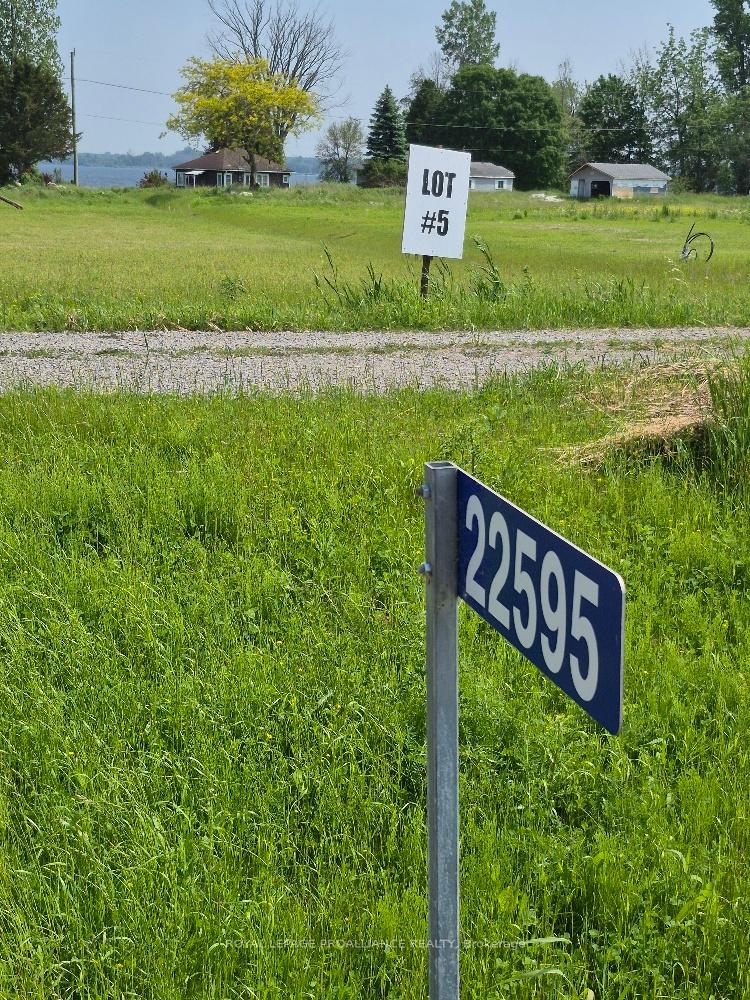 LOT
#5
22595
ROYAL LEPAGE PROALLIANCE REALTY, Brokerage